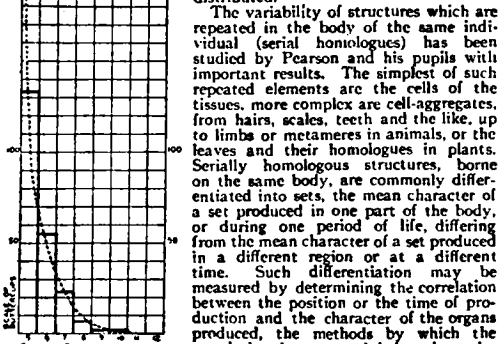 The variability of structures which are
repeated in the body of the same indi-
vidual (serial homologues) has been
studied by Pearson and his pupils with
important results. The simplest of such
repeated elements are the cells of the
tissues, more complex are cell-aggregates,
from hairs, scales, teeth and the like, up
to limbs or metameres in animals, or the
leaves and their homologues in plants.
Serially homologous structures, borne
on the same body, are commonly differ-
entiated into sets, the mean character of
a set produced in one part of the body,
or during one period of life, differing
from the mean character of a set produced
in a different region or at a different
time. Such differentiation may be
measured by determining the correlation
between the position or the time of pro-
duction and the character of the organs
produced, the methods by which the
100
100
50
50